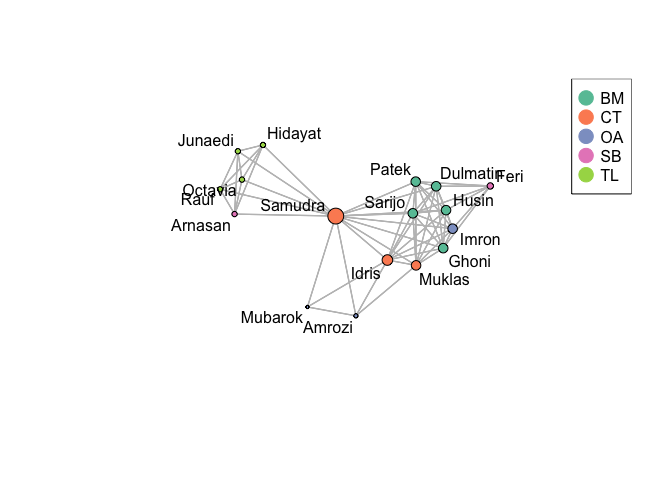 BM
CT
OA
SB
TL
Hidayat
Junaedi
Octavia
Rauf
Arnasan
Samudra
Patek
Dulmatin
Feri
Sarijo
Husin
Imron
Ghoni
Idris
Muklas
Mubarok
Amrozi